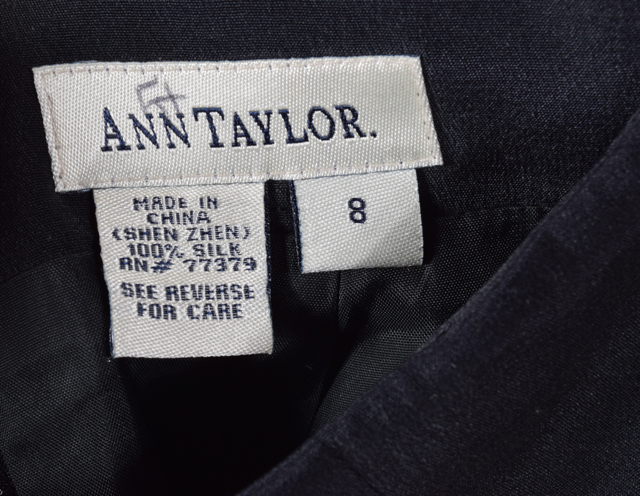 ANNTAYLOR.
MADE IN
CHINA
(SHEN ZHEN)
100% SILK
RN# 77379
SEE REVERSE
FOR CARE
8